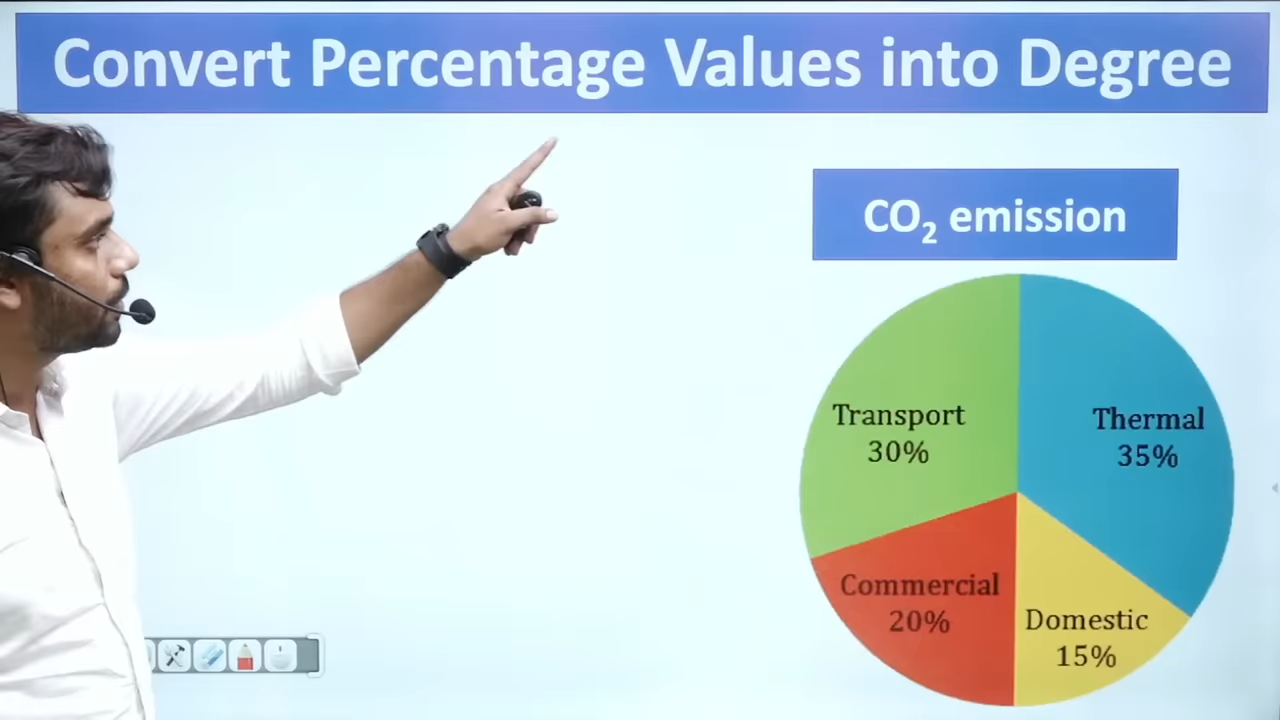 Convert Percentage Values into Degree
CO₂ emission
Transport
30%
Thermal
35%
Commercial
20%
Domestic
15%